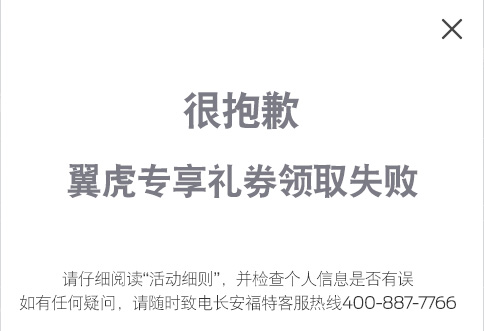 很抱歉
翼虎专享礼券领取失败
请仔细阅读“活动细则”，并检查个人信息是否有误
如有任何疑问，请随时致电长安福特客服热线400-887-7766